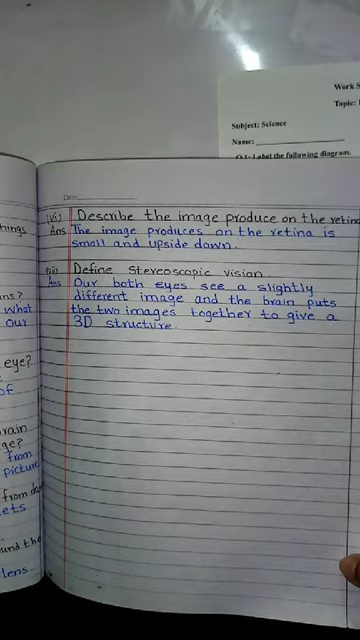 Work S
Topic:
Subject: Science
Name:
Q.1: Label the following diagram.
Date:
(vi) Describe the image produce on the retina
Ans The image produces on the retina is
small and upside down.
Define stereoscopic vision.
Ans Our both eyes see a slightly
different image and the brain puts
the two images together to give a
3D structure.
hings
ans?
what
our
eye?
of
rain
ge?
from
picture
from
ets
und the
lens.